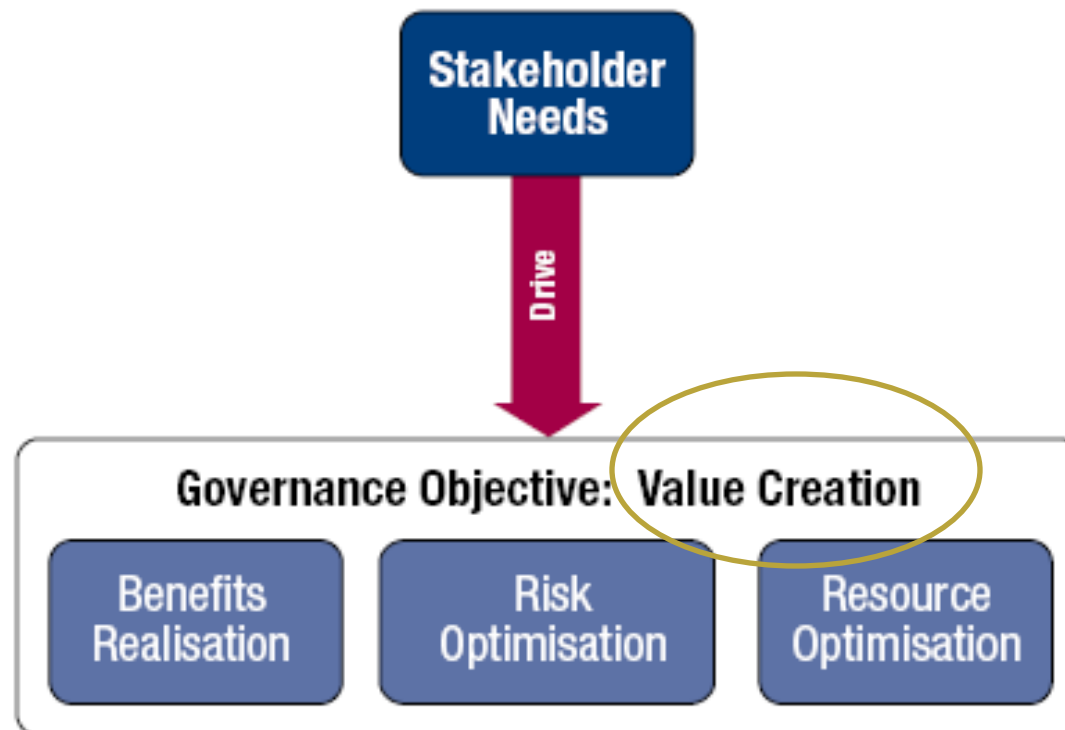 Stakeholder
Needs
Drive
Governance Objective: Value Creation
Benefits
Realisation
Risk
Optimisation
Resource
Optimisation